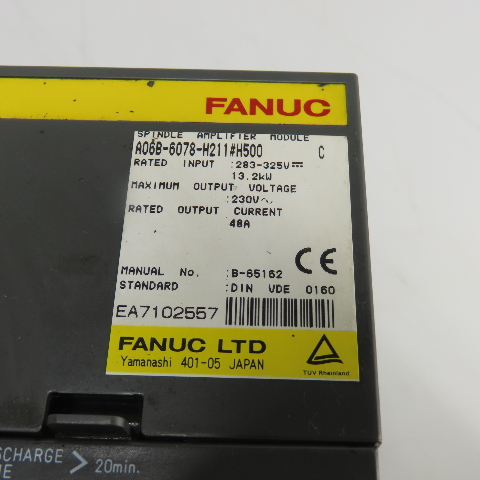 FANUC
SPINDLE AMPLIFIER MODULE
A06B-6078-H211#H500 C
RATED INPUT :283-325V⎓
13.2kW
MAXIMUM OUTPUT VOLTAGE
:230V~
RATED OUTPUT CURRENT
48A
CE
MANUAL No. :B-65162
STANDARD :DIN VDE 0160
EA7102557
FANUC LTD
Yamanashi 401-05 JAPAN
TÜV Rheinland
SCHARGE
> 20min.